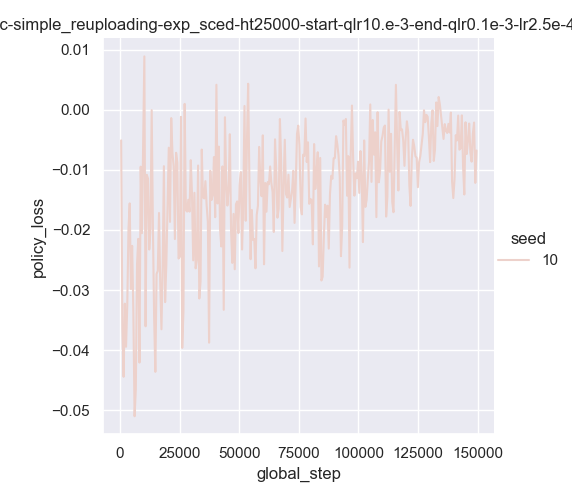 c-simple_reuploading-exp_sced-ht25000-start-qlr10.e-3-end-qlr0.1e-3-lr2.5e-4
0.01
0.00
−0.01
−0.02
−0.03
−0.04
−0.05
policy_loss
seed
10
0 25000 50000 75000 100000 125000 150000
global_step